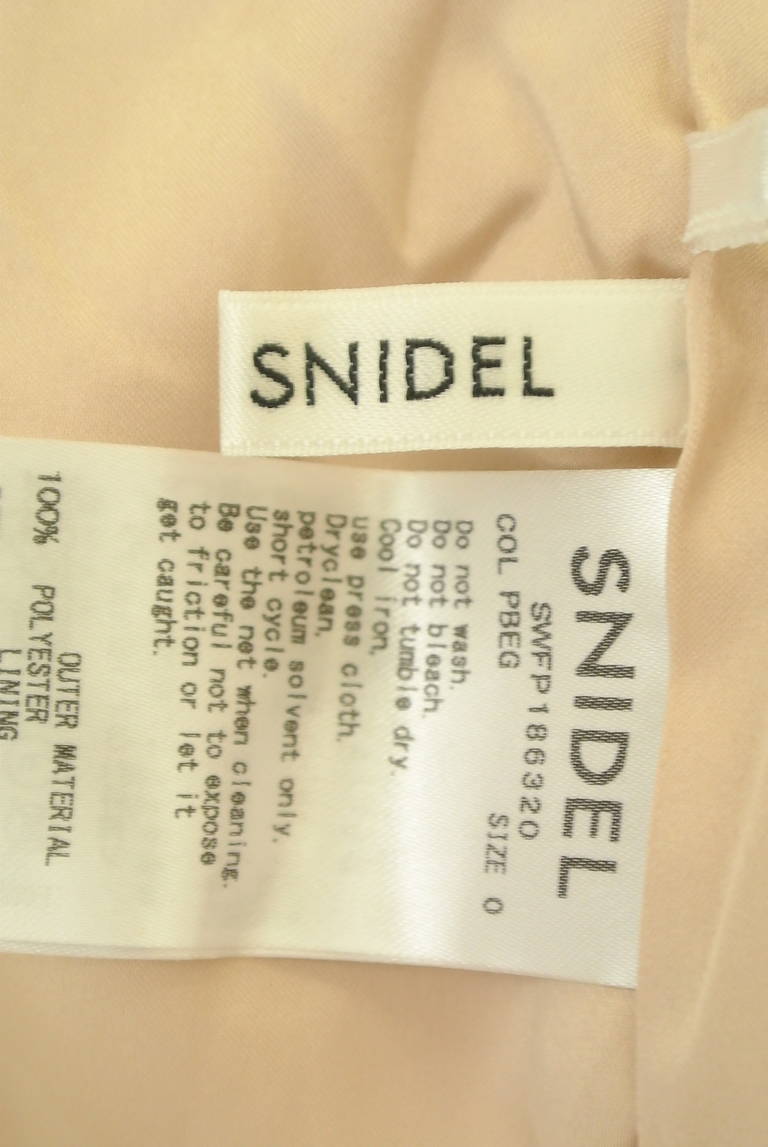 SNIDEL
SNIDEL
SWFP186320
COL PBEG SIZE 0
Do not wash.
Do not bleach.
Do not tumble dry.
Cool iron,
use press cloth.
Dryclean,
petroleum solvent only.
short cycle.
Use the net when cleaning.
Be careful not to expose
to friction or let it
get caught.
OUTER MATERIAL
100% POLYESTER
LINING